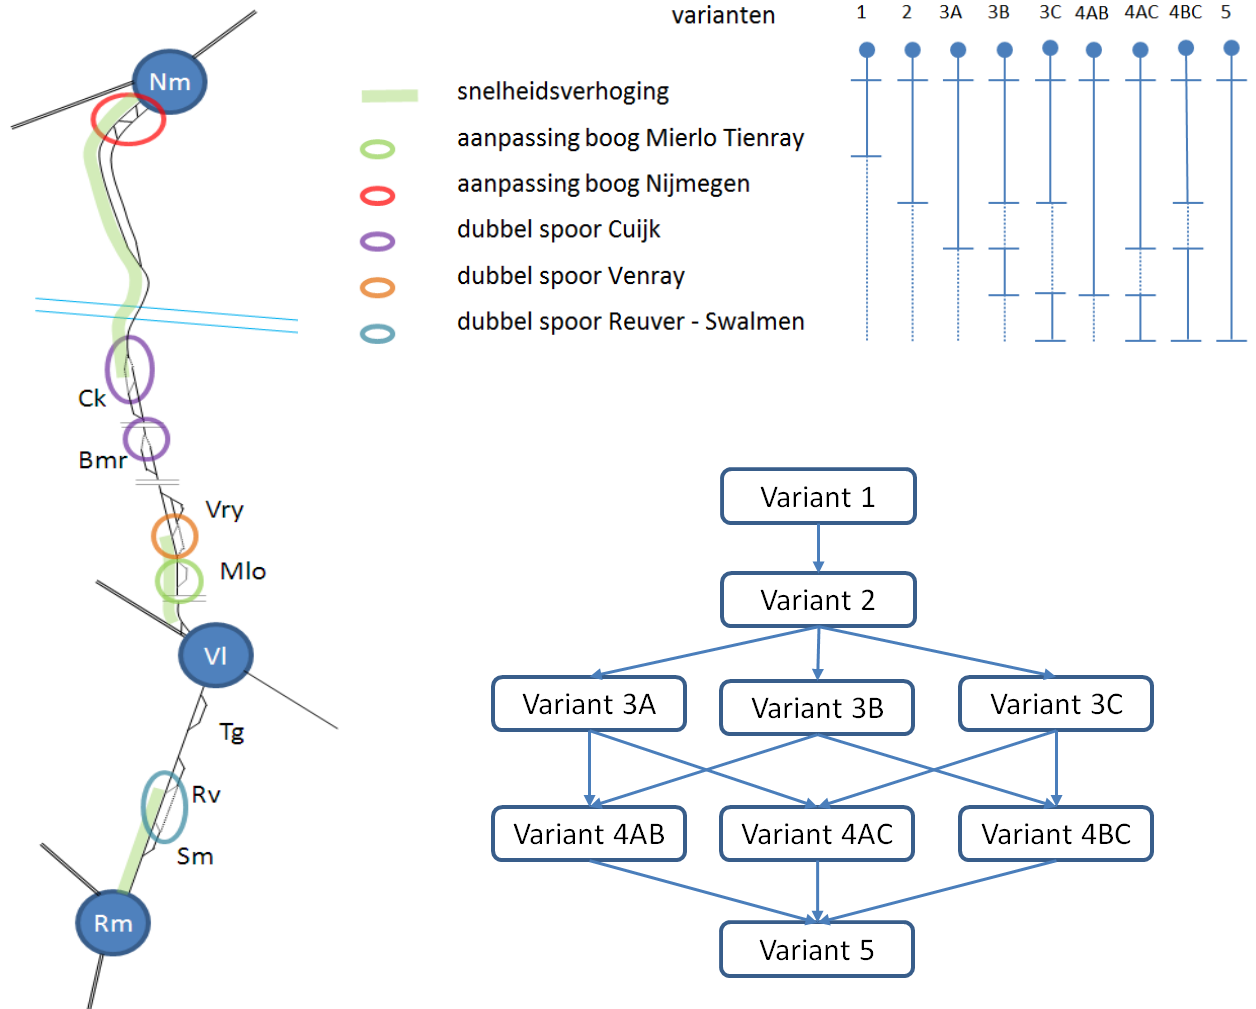 varianten 1 2 3A 3B 3C 4AB 4AC 4BC 5
Nm
snelheidsverhoging
aanpassing boog Mierlo Tienray
aanpassing boog Nijmegen
dubbel spoor Cuijk
dubbel spoor Venray
dubbel spoor Reuver - Swalmen
Ck
Bmr
Vry
Mlo
Vl
Tg
Rv
Sm
Rm
Variant 1
Variant 2
Variant 3A
Variant 3B
Variant 3C
Variant 4AB
Variant 4AC
Variant 4BC
Variant 5